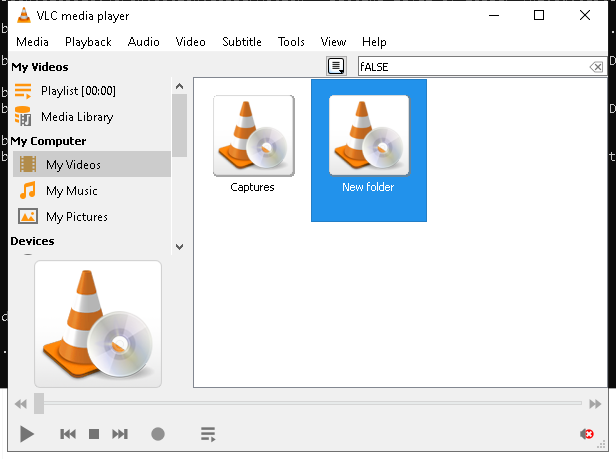 VLC media player
Media Playback Audio Video Subtitle Tools View Help
My Videos
fALSE
Playlist [00:00]
Media Library
My Computer
My Videos
My Music
My Pictures
Devices
Captures
New folder